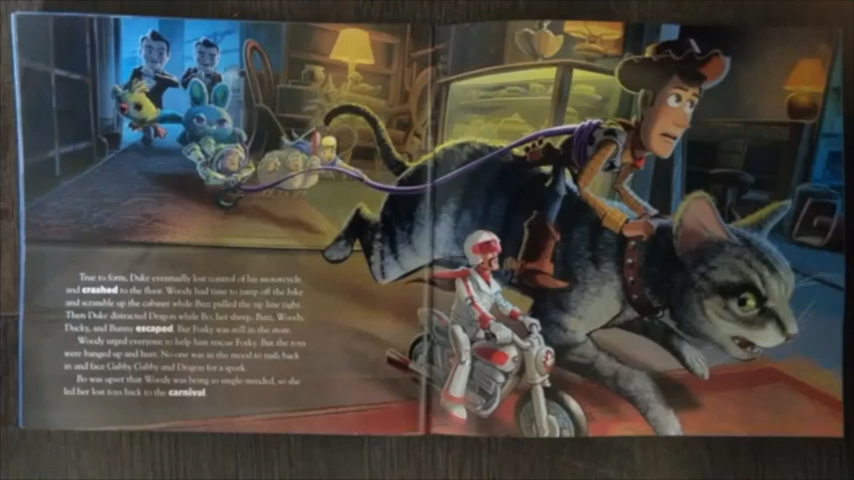 True to form, Duke eventually lost control of his motorcycle
and crashed to the floor. Woody had time to jump off the bike
and scramble up the cabinet while Buzz pulled the zip line tight.
Then Duke distracted Dragon while Bo, her sheep, Buzz, Woody,
Ducky, and Bunny escaped. But Forky was still in the store.
Woody urged everyone to help him rescue Forky. But the toys
were banged up and hurt. No one was in the mood to rush back
in and face Gabby Gabby and Dragon for a spork.
Bo was upset that Woody was being so single-minded, so she
led her lost toys back to the carnival.